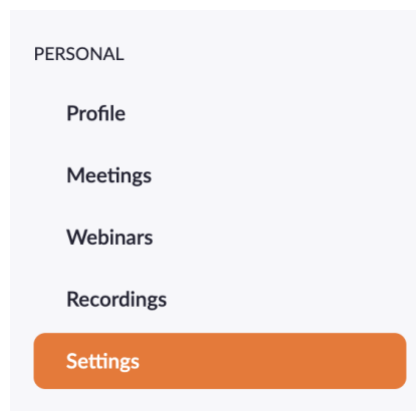 PERSONAL
Profile
Meetings
Webinars
Recordings
Settings